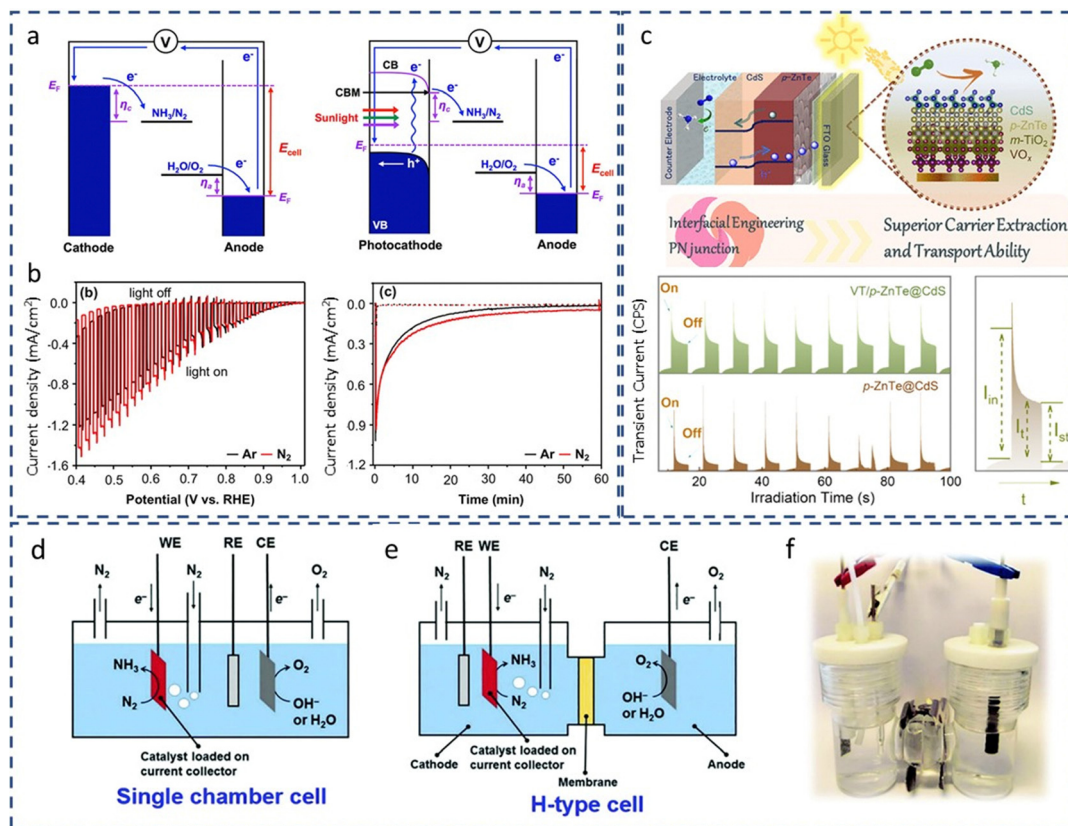 a
V
e-
e-
E_F
η_c
NH₃/N₂
H₂O/O₂
e-
η_a
E_cell
E_F
Cathode
Anode
V
CB
e-
e-
CBM
η_c
NH₃/N₂
Sunlight
E_F
h⁺
H₂O/O₂
e-
η_a
E_cell
E_F
VB
Photocathode
Anode
b
(b)
light off
light on
Current density (mA/cm²)
0.0
-0.4
-0.8
-1.2
-1.6
Ar
N₂
0.4 0.5 0.6 0.7 0.8 0.9 1.0
Potential (V vs. RHE)
(c)
Current density (mA/cm²)
0.0
0.3
0.6
0.9
1.2
Ar
N₂
0 10 20 30 40 50 60
Time (min)
c
Electrolyte
CdS
p-ZnTe
Counter Electrode
FTO Glass
CdS
p-ZnTe
m-TiO₂
VOₓ
Interfacial Engineering
PN junction
Superior Carrier Extraction
and Transport Ability
Transient Current (CPS)
On
Off
VT/p-ZnTe@CdS
On
Off
p-ZnTe@CdS
20 40 60 80 100
Irradiation Time (s)
I_in
I_t
I_st
t
d
WE
RE
CE
N₂
N₂
O₂
e-
e-
NH₃
N₂
O₂
OH⁻
or H₂O
Catalyst loaded on
current collector
Single chamber cell
e
RE
WE
CE
N₂
N₂
O₂
e-
e-
NH₃
N₂
O₂
OH⁻
or H₂O
Cathode
Catalyst loaded on
current collector
Membrane
Anode
H-type cell
f